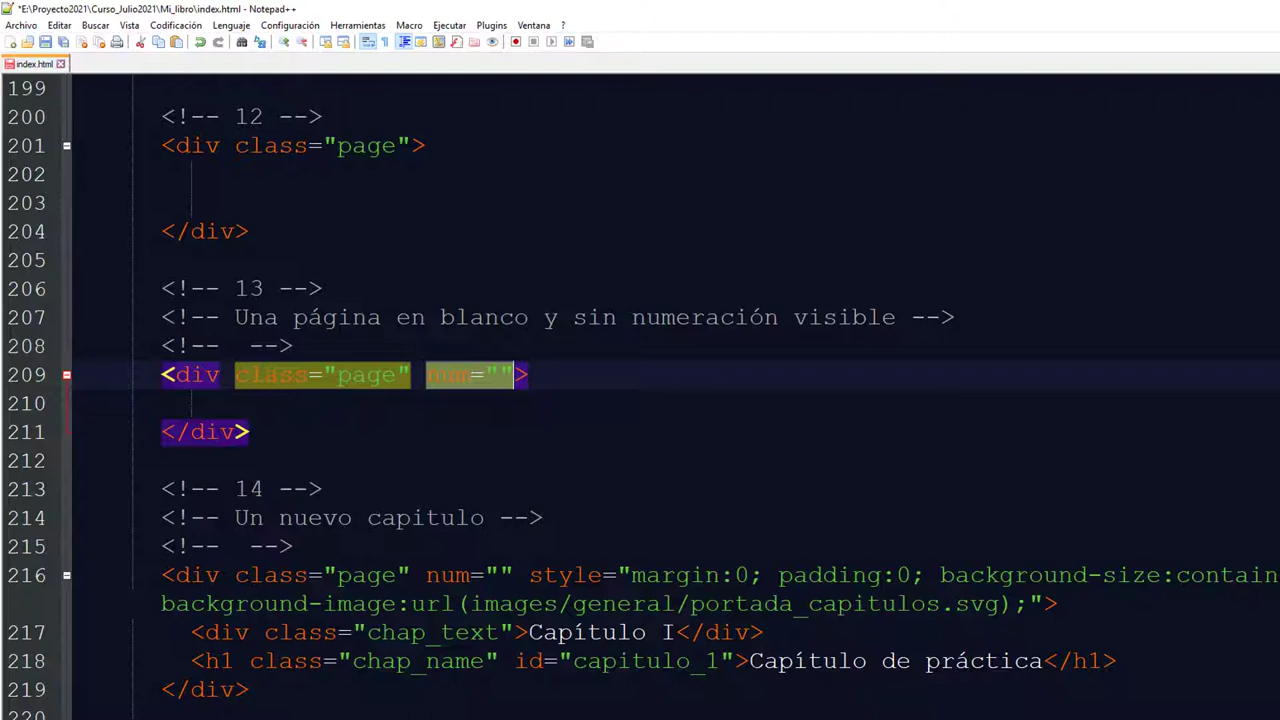 *E:\Proyecto2021\Curso_Julio2021\Mi_libro\index.html - Notepad++
Archivo Editar Buscar Vista Codificación Lenguaje Configuración Herramientas Macro Ejecutar Plugins Ventana ?
index.html
199
200 <!-- 12 -->
201 <div class="page">
202
203
204 </div>
205
206 <!-- 13 -->
207 <!-- Una página en blanco y sin numeración visible -->
208 <!--  -->
209 <div class="page" num="">
210
211 </div>
212
213 <!-- 14 -->
214 <!-- Un nuevo capitulo -->
215 <!--  -->
216 <div class="page" num="" style="margin:0; padding:0; background-size:contain
background-image:url(images/general/portada_capitulos.svg);">
217 <div class="chap_text">Capítulo I</div>
218 <h1 class="chap_name" id="capitulo_1">Capítulo de práctica</h1>
219 </div>
220